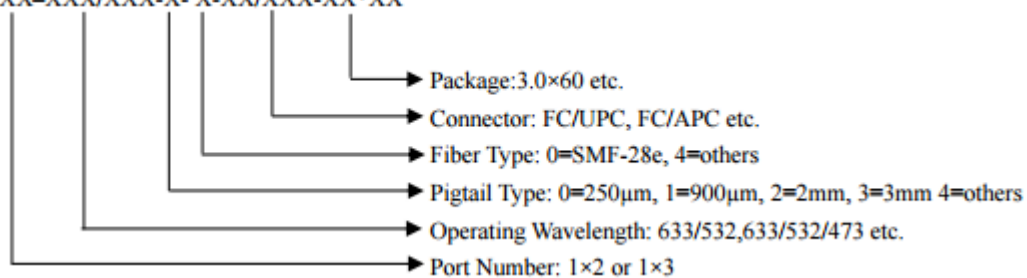 Package:3.0×60 etc.
Connector: FC/UPC, FC/APC etc.
Fiber Type: 0=SMF-28e, 4=others
Pigtail Type: 0=250μm, 1=900μm, 2=2mm, 3=3mm 4=others
Operating Wavelength: 633/532,633/532/473 etc.
Port Number: 1×2 or 1×3